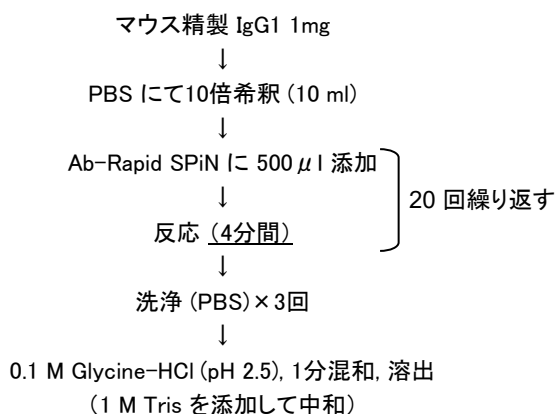 マウス精製 IgG1 1mg
↓
PBS にて10倍希釈 (10 ml)
↓
Ab-Rapid SPiN に 500μl 添加
↓
反応 (4分間)
20 回繰り返す
↓
洗浄 (PBS)×3回
↓
0.1 M Glycine-HCl (pH 2.5), 1分混和, 溶出
(1 M Tris を添加して中和)